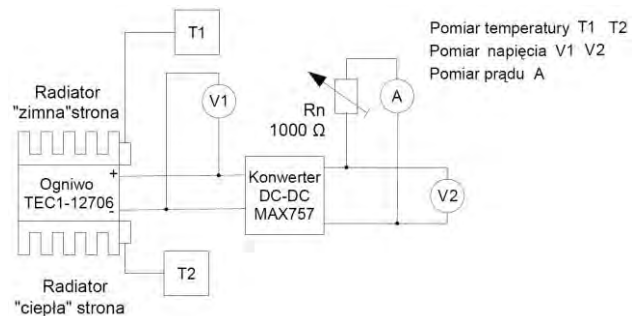 T1
Pomiar temperatury T1 T2
Pomiar napięcia V1 V2
Pomiar prądu A
Radiator
"zimna"strona
V1
Rn
1000 Ω
A
+
Ogniwo
TEC1-12706
-
Konwerter
DC-DC
MAX757
V2
T2
Radiator
"ciepła" strona